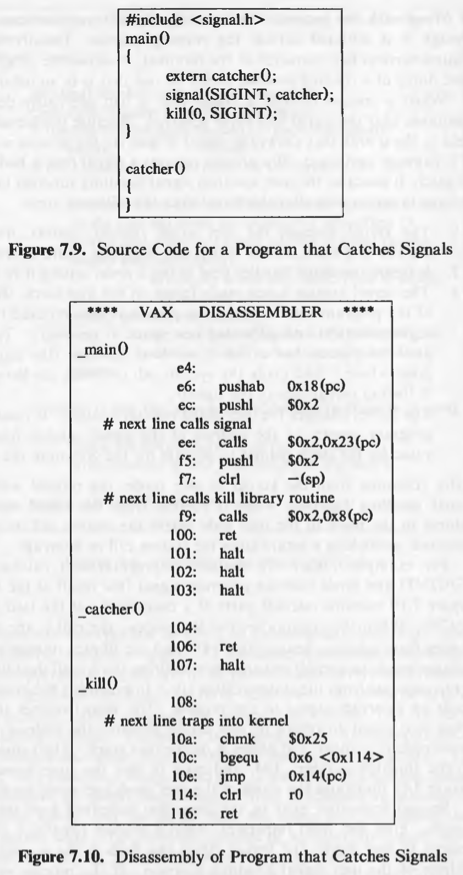 #include <signal.h>
main()
{
extern catcher();
signal(SIGINT, catcher);
kill(0, SIGINT);
}
catcher()
{
}
Figure 7.9. Source Code for a Program that Catches Signals
**** VAX DISASSEMBLER ****
_main()
e4:
e6: pushab 0x18(pc)
ec: pushl $0x2
# next line calls signal
ee: calls $0x2,0x23(pc)
f5: pushl $0x2
f7: clrl -(sp)
# next line calls kill library routine
f9: calls $0x2,0x8(pc)
100: ret
101: halt
102: halt
103: halt
_catcher()
104:
106: ret
107: halt
_kill()
108:
# next line traps into kernel
10a: chmk $0x25
10c: bgequ 0x6 <0x114>
10e: jmp 0x14(pc)
114: clrl r0
116: ret
Figure 7.10. Disassembly of Program that Catches Signals